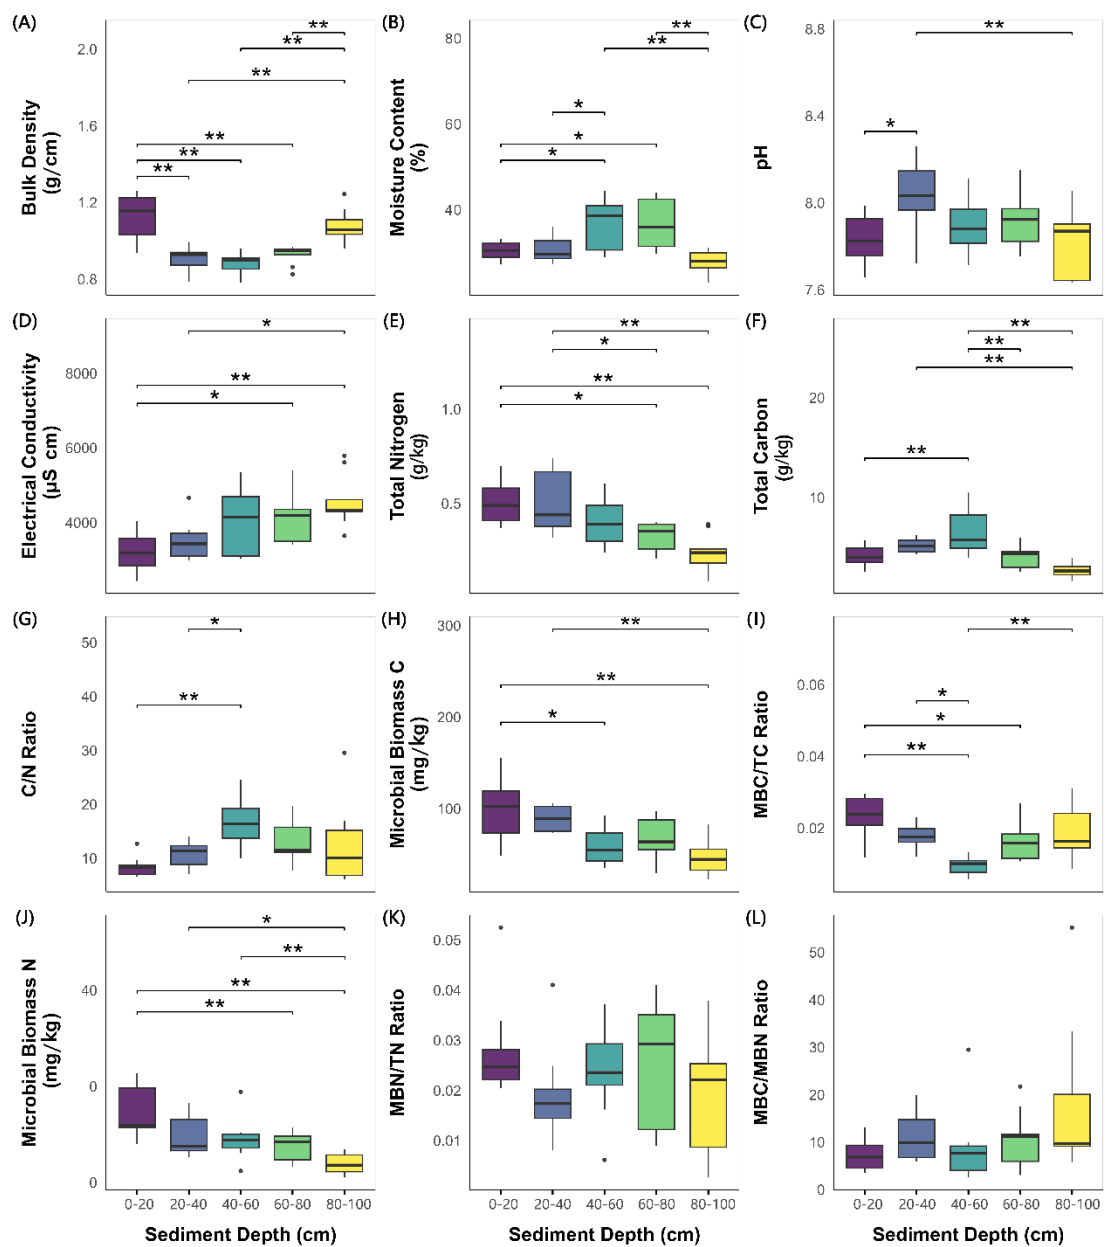 (A)
Bulk Density
(g/cm)
2.0
1.6
1.2
0.8
**
**
**
**
**
**
(B)
Moisture Content
(%)
80
60
40
**
**
*
*
*
(C)
pH
8.8
8.4
8.0
7.6
**
*
(D)
Electrical Conductivity
(µS cm)
8000
6000
4000
*
**
*
(E)
Total Nitrogen
(g/kg)
1.0
0.5
**
*
**
*
(F)
Total Carbon
(g/kg)
20
10
**
**
**
**
(G)
C/N Ratio
50
40
30
20
10
*
**
(H)
Microbial Biomass C
(mg/kg)
300
200
100
**
**
*
(I)
MBC/TC Ratio
0.06
0.04
0.02
**
*
*
**
(J)
Microbial Biomass N
(mg/kg)
40
0
0
*
**
**
**
0-20 20-40 40-60 60-80 80-100
Sediment Depth (cm)
(K)
MBN/TN Ratio
0.05
0.04
0.03
0.02
0.01
0-20 20-40 40-60 60-80 80-100
Sediment Depth (cm)
(L)
MBC/MBN Ratio
50
40
30
20
10
0
0-20 20-40 40-60 60-80 80-100
Sediment Depth (cm)